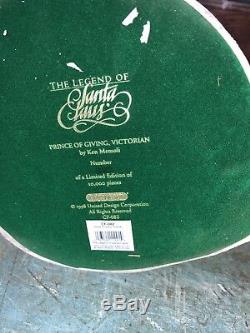 THE LEGEND OF
Santa
Claus
PRINCE OF GIVING, VICTORIAN
by Ken Memoli
Number
of a Limited Edition of
10,000 pieces
United Design Corporation
All Rights Reserved